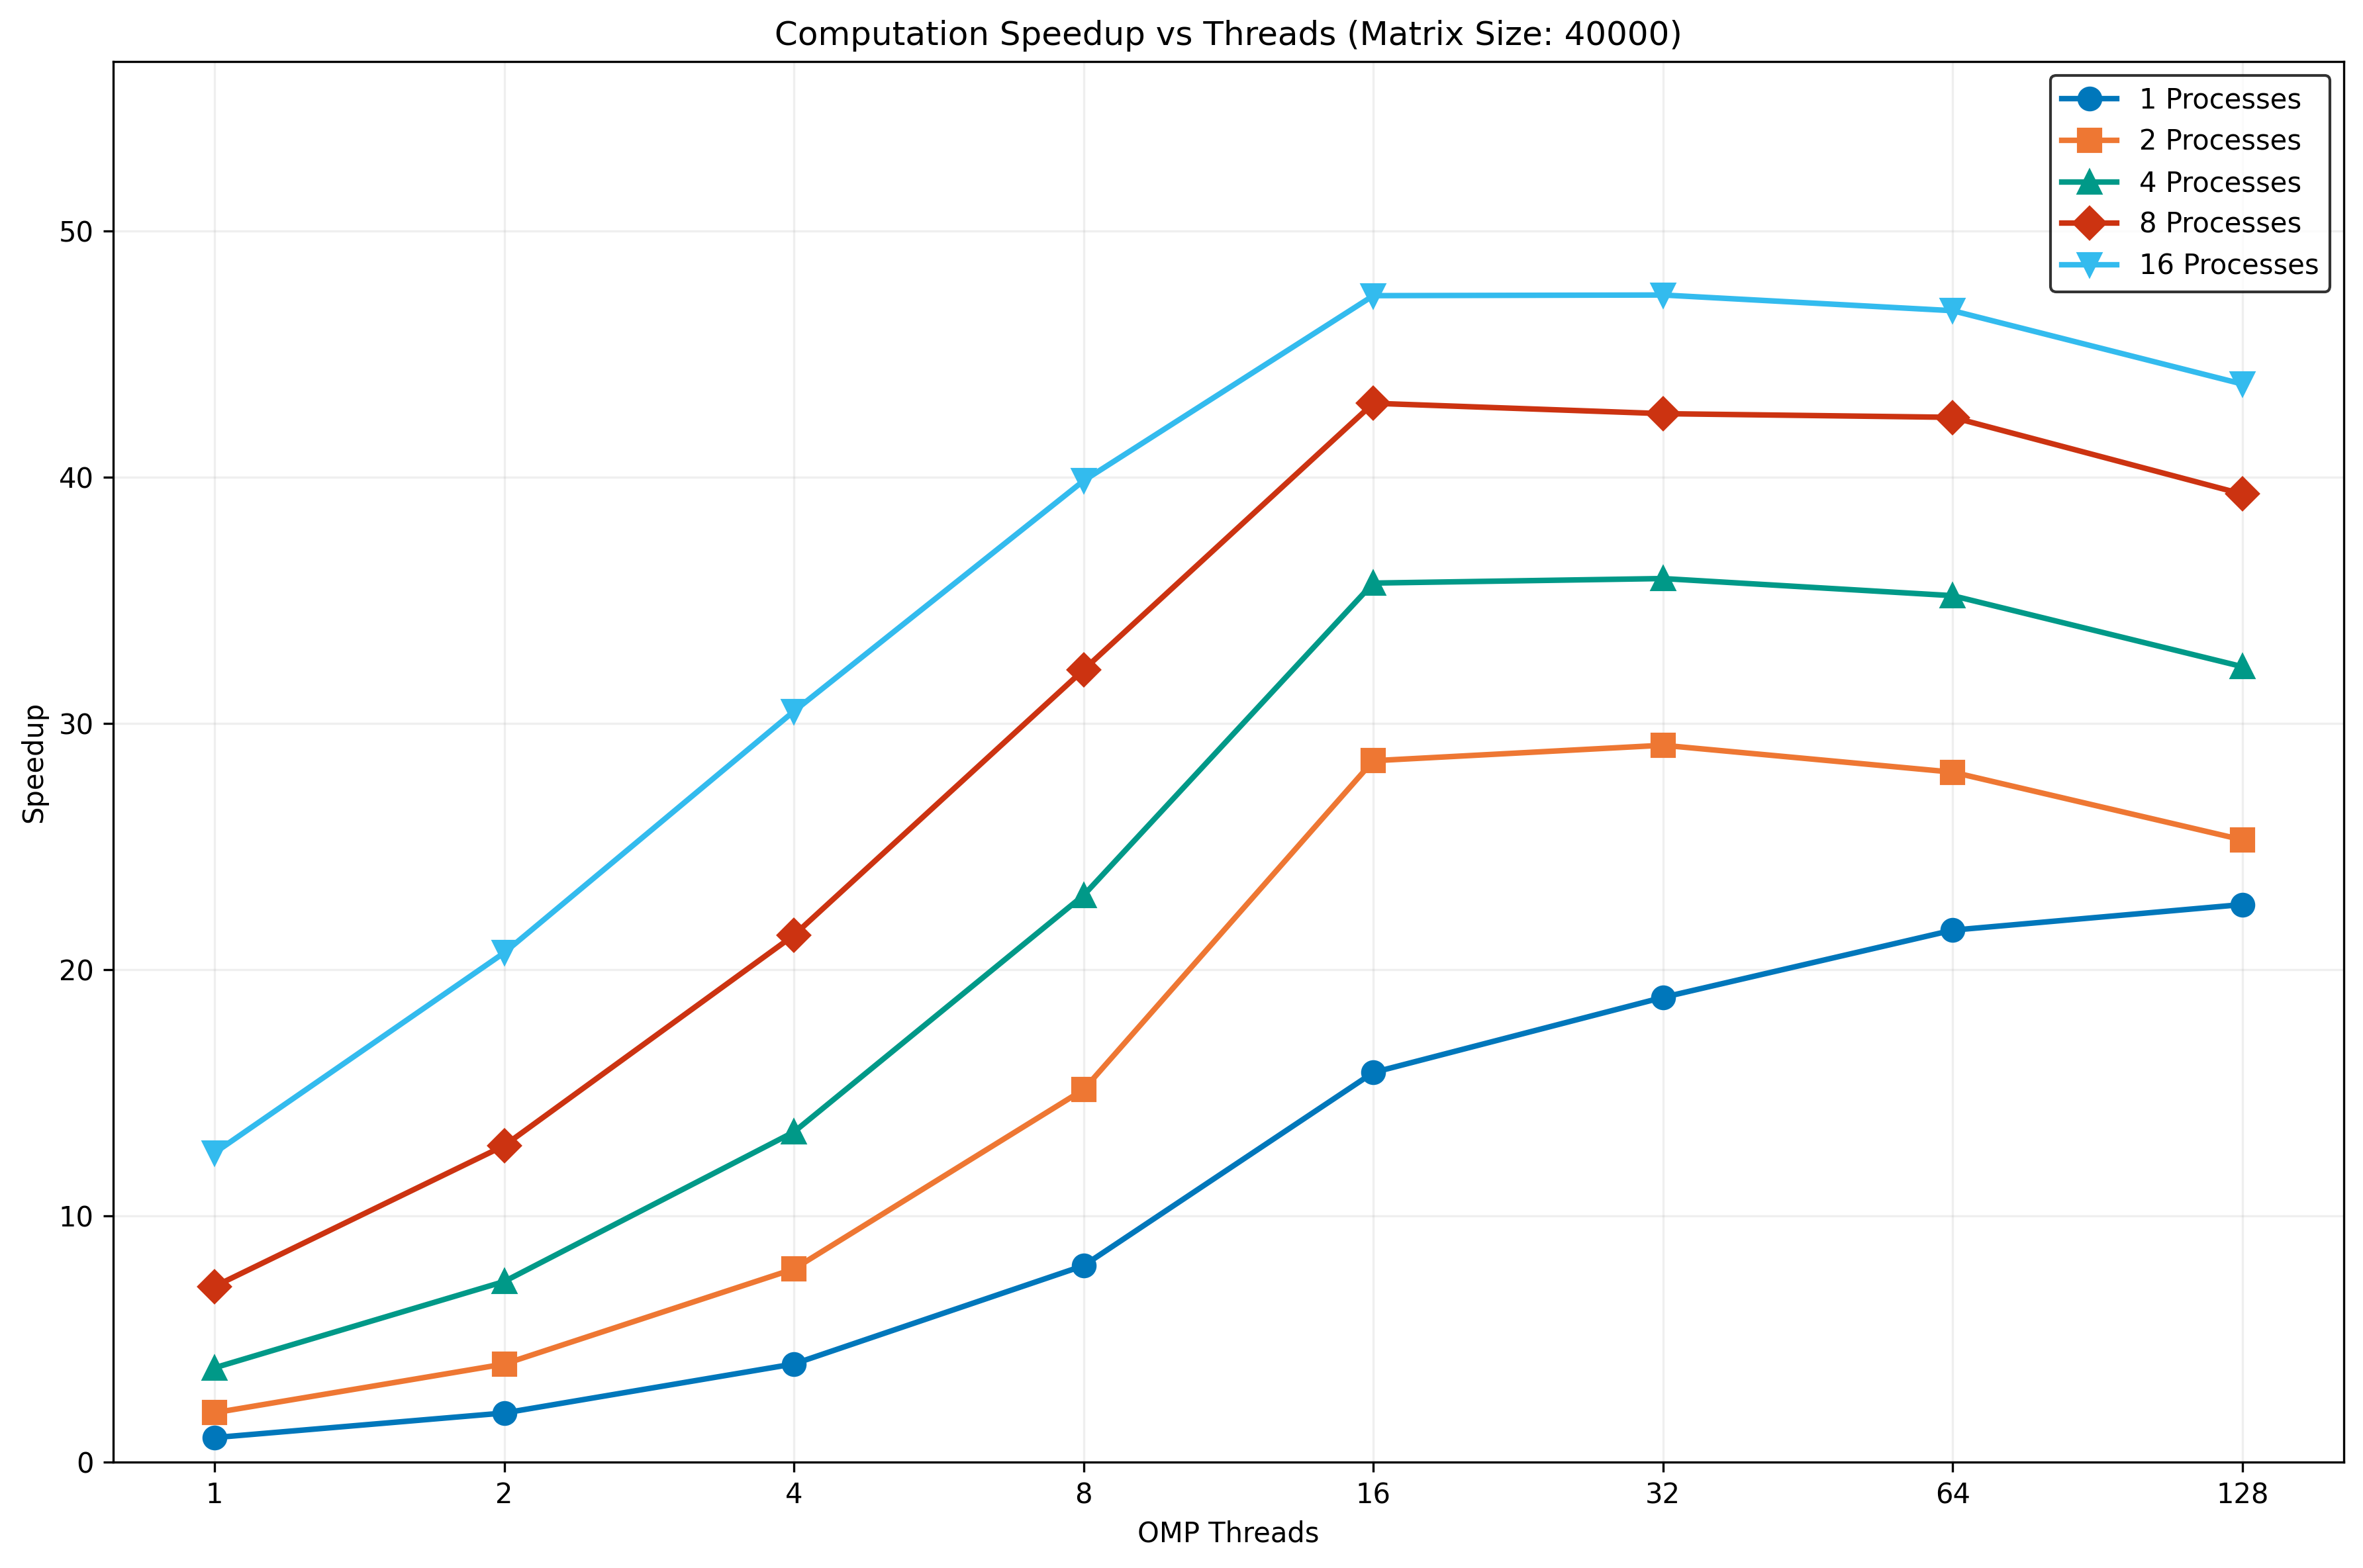 Computation Speedup vs Threads (Matrix Size: 40000)
1 Processes
2 Processes
4 Processes
8 Processes
16 Processes
Speedup
50
40
30
20
10
0
1 2 4 8 16 32 64 128
OMP Threads